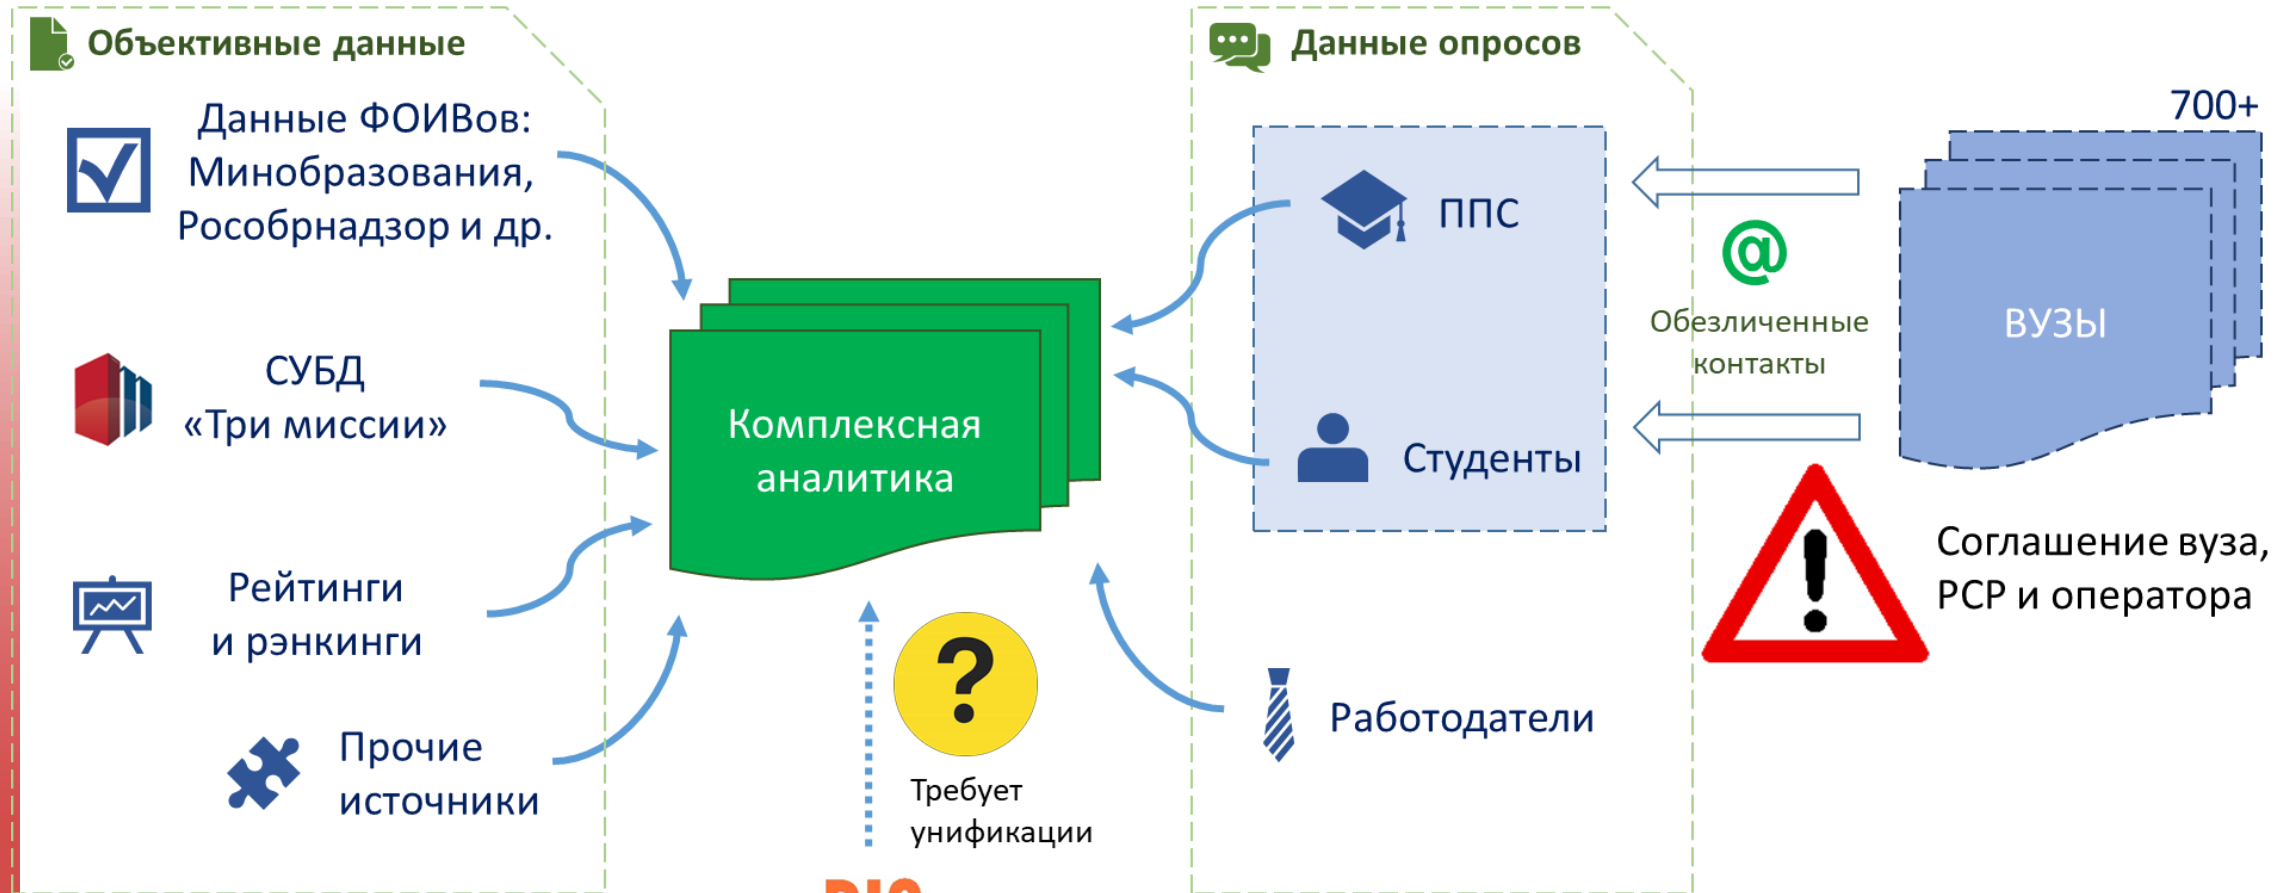 Объективные данные
Данные ФОИВов:
Минобразования,
Рособрнадзор и др.
СУБД
«Три миссии»
Рейтинги
и рэнкинги
Прочие
источники
Комплексная
аналитика
?
Требует
унификации
Данные опросов
ППС
Студенты
Работодатели
@
Обезличенные
контакты
700+
ВУЗЫ
!
Соглашение вуза,
РСР и оператора